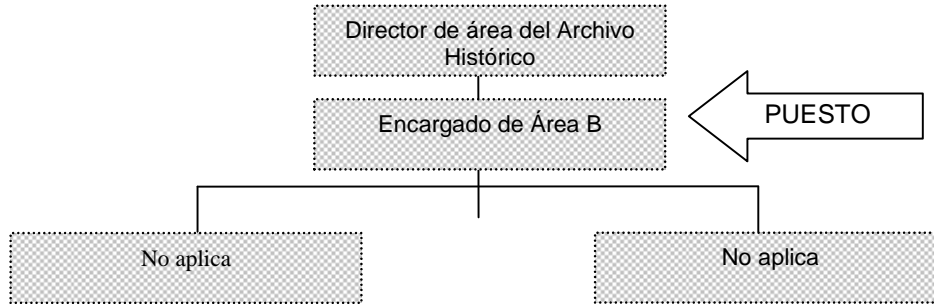 Director de área del Archivo
Histórico
Encargado de Área B
PUESTO
No aplica
No aplica